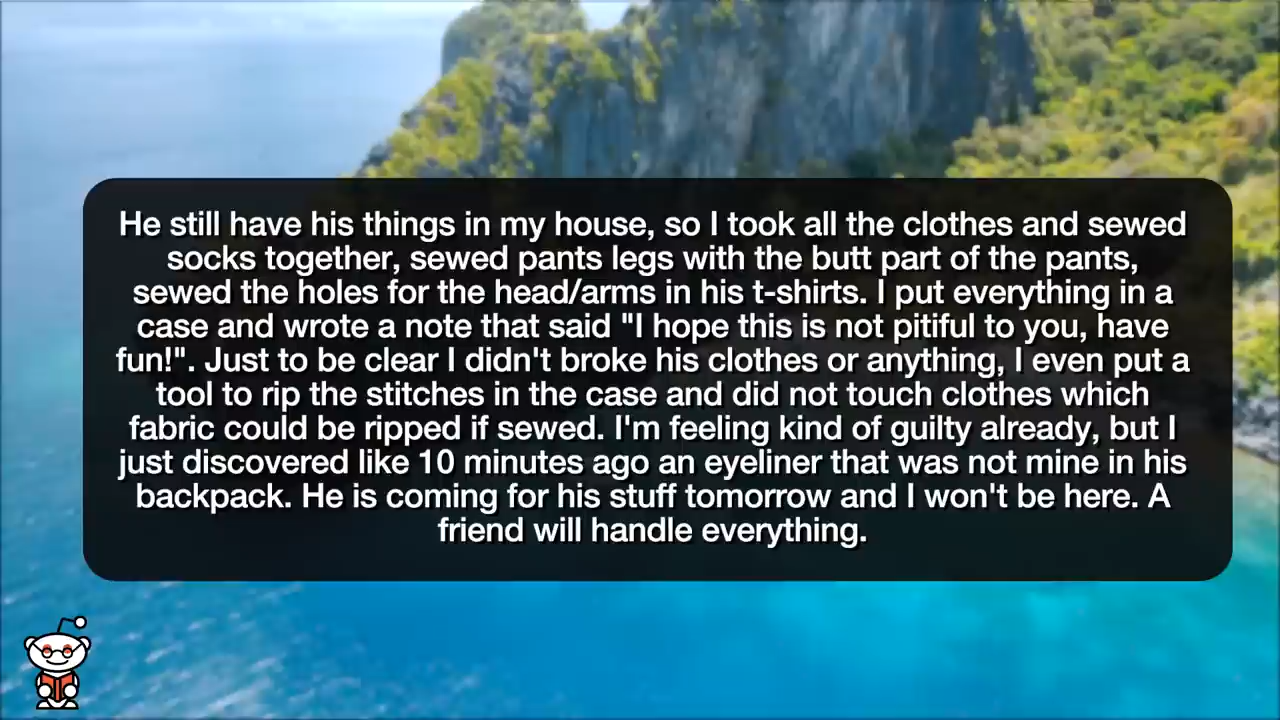 He still have his things in my house, so I took all the clothes and sewed
socks together, sewed pants legs with the butt part of the pants,
sewed the holes for the head/arms in his t-shirts. I put everything in a
case and wrote a note that said "I hope this is not pitiful to you, have
fun!". Just to be clear I didn't broke his clothes or anything, I even put a
tool to rip the stitches in the case and did not touch clothes which
fabric could be ripped if sewed. I'm feeling kind of guilty already, but I
just discovered like 10 minutes ago an eyeliner that was not mine in his
backpack. He is coming for his stuff tomorrow and I won't be here. A
friend will handle everything.